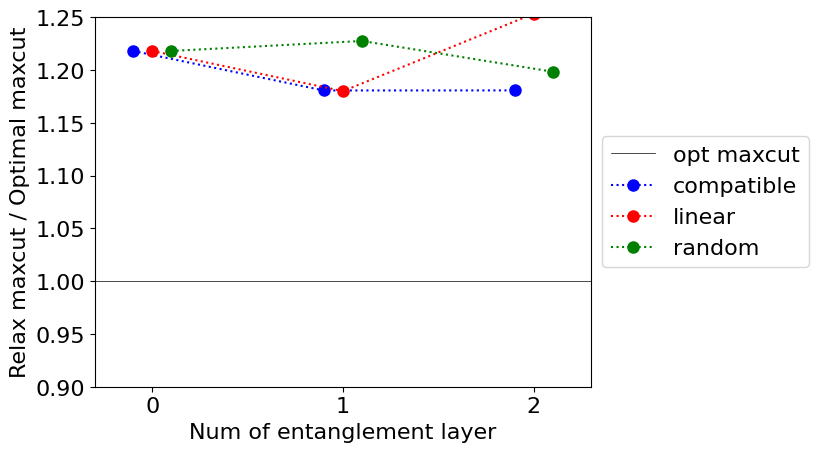 Relax maxcut / Optimal maxcut
1.25
1.20
1.15
1.10
1.05
1.00
0.95
0.90
0 1 2
Num of entanglement layer
opt maxcut
compatible
linear
random